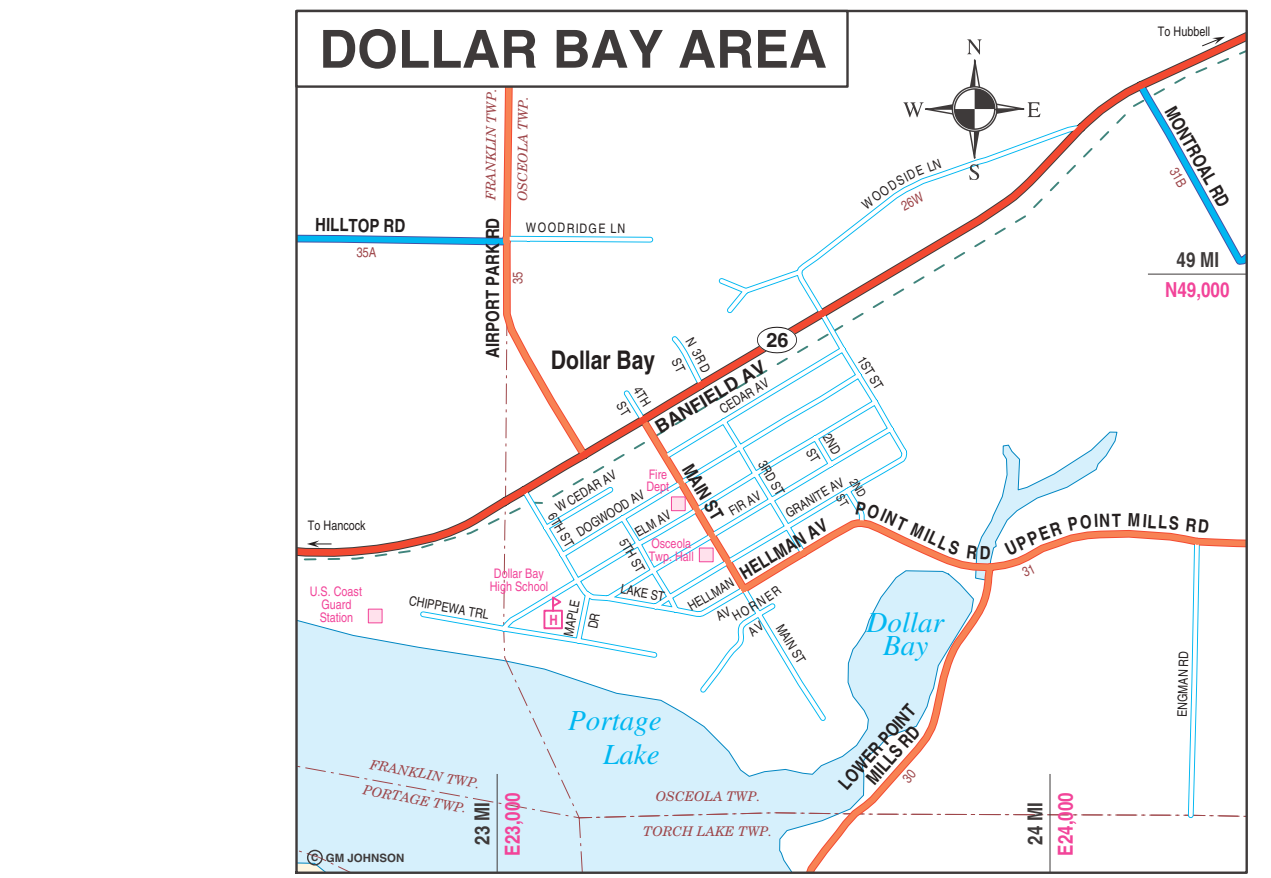 DOLLAR BAY AREA
To Hubbell
N
W
E
S
FRANKLIN TWP.
OSCEOLA TWP.
MONTROAL RD
31B
WOODSIDE LN
26W
HILLTOP RD
35A
WOODRIDGE LN
AIRPORT PARK RD
35
49 MI
N49,000
26
Dollar Bay
N 3RD
ST
BANFIELD AV
CEDAR AV
1ST ST
4TH
ST
2ND
ST
MAIN ST
3RD ST
Fire
Dept
W CEDAR AV
DOGWOOD AV
ELM AV
FIR AV
GRANITE AV
2ND
ST
6TH ST
5TH ST
Osceola
Twp. Hall
HELLMAN AV
POINT MILLS RD
UPPER POINT MILLS RD
31
To Hancock
Dollar Bay
High School
H
U.S. Coast
Guard
Station
CHIPPEWA TRL
MAPLE
DR
LAKE ST
HELLMAN
AV
HORNER
AV
MAIN ST
Dollar
Bay
ENGMAN RD
Portage
Lake
LOWER POINT
MILLS RD
30
FRANKLIN TWP.
PORTAGE TWP.
OSCEOLA TWP.
TORCH LAKE TWP.
23 MI
E23,000
24 MI
E24,000
© GM JOHNSON